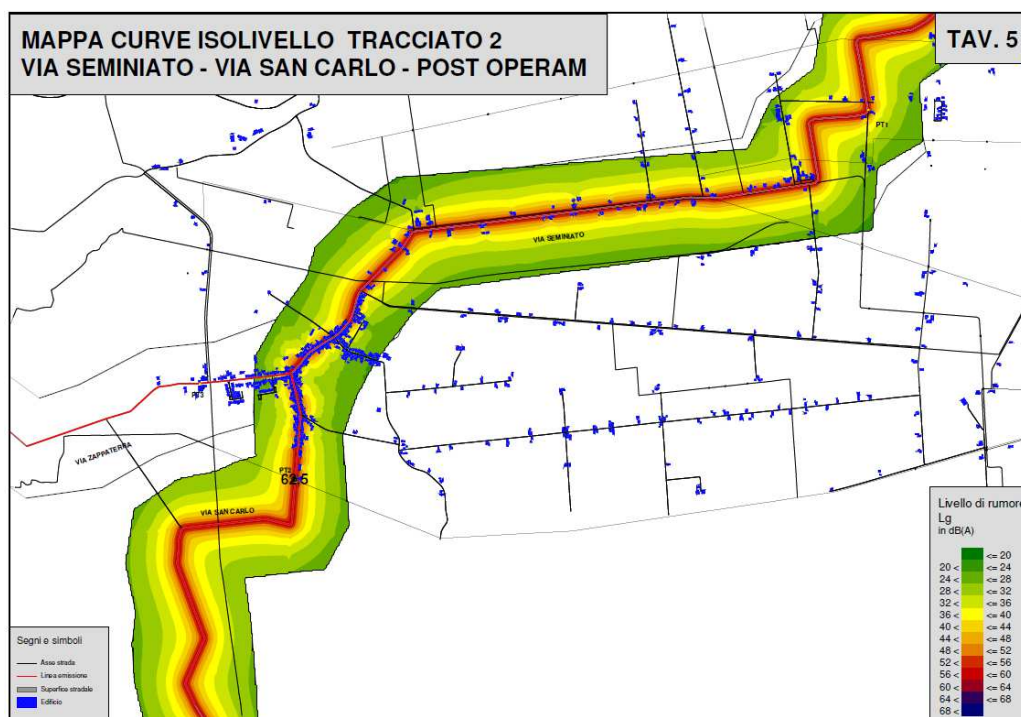 MAPPA CURVE ISOLIVELLO TRACCIATO 2
VIA SEMINIATO - VIA SAN CARLO - POST OPERAM
TAV. 5
PT1
VIA SEMINIATO
PT3
VIA ZAPPATERRA
PT2
62.5
VIA SAN CARLO
Segni e simboli
Asse strada
Linea emissione
Superfice stradale
Edificio
Livello di rumore
Lg
in dB(A)
<= 20
20 < <= 24
24 < <= 28
28 < <= 32
32 < <= 36
36 < <= 40
40 < <= 44
44 < <= 48
48 < <= 52
52 < <= 56
56 < <= 60
60 < <= 64
64 < <= 68
68 <